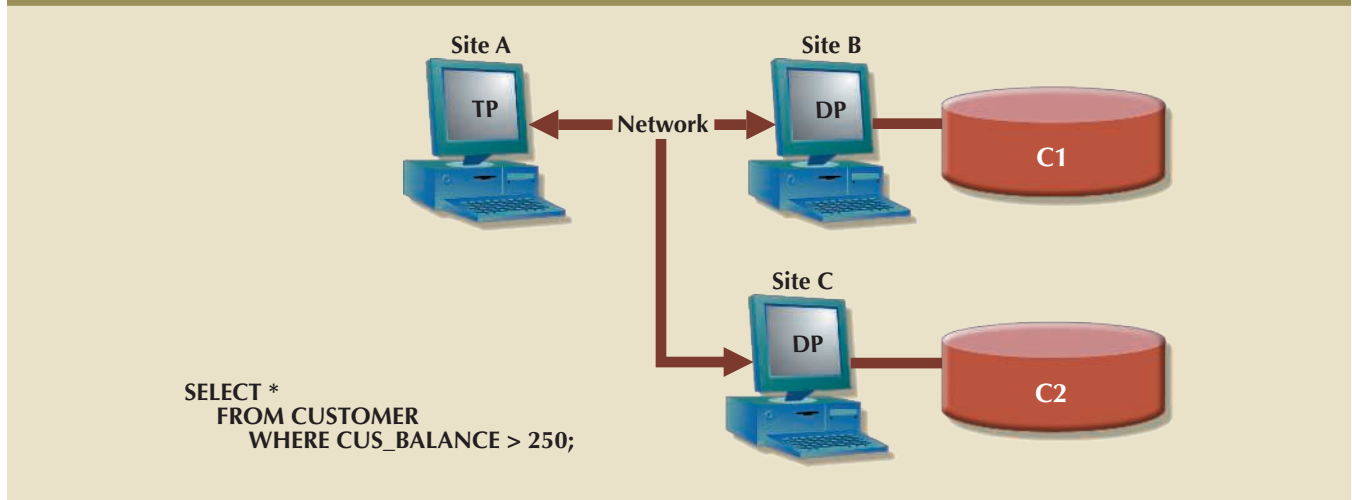 Site A
Site B
TP
Network
DP
C1
Site C
DP
C2
SELECT *
FROM CUSTOMER
WHERE CUS_BALANCE > 250;